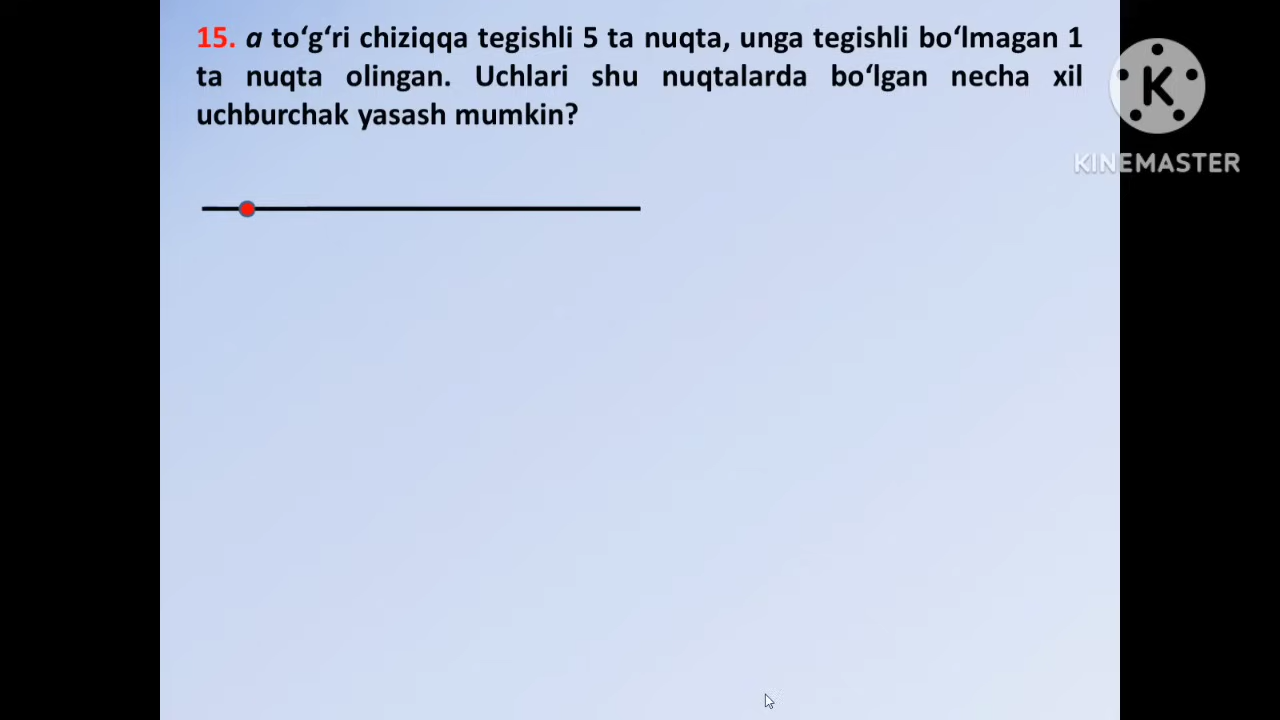 15. a to‘g‘ri chiziqqa tegishli 5 ta nuqta, unga tegishli bo‘lmagan 1
ta nuqta olingan. Uchlari shu nuqtalarda bo‘lgan necha xil
uchburchak yasash mumkin?
K
KINEMASTER